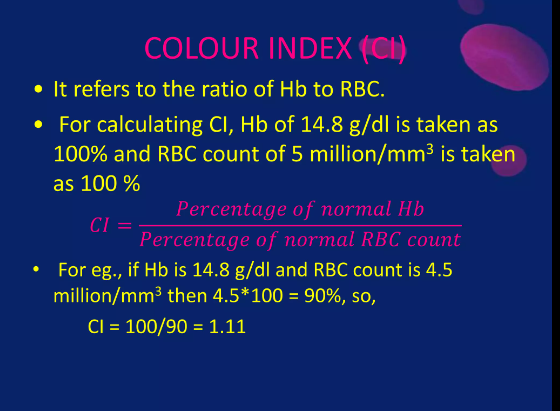 COLOUR INDEX (CI)
• It refers to the ratio of Hb to RBC.
• For calculating CI, Hb of 14.8 g/dl is taken as
100% and RBC count of 5 million/mm³ is taken
as 100 %
CI = Percentage of normal Hb / Percentage of normal RBC count
• For eg., if Hb is 14.8 g/dl and RBC count is 4.5
million/mm³ then 4.5*100 = 90%, so,
CI = 100/90 = 1.11